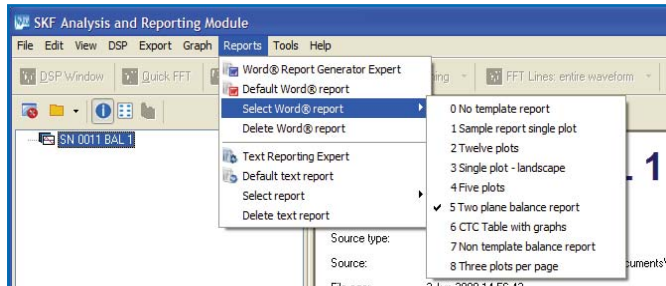 SKF Analysis and Reporting Module
File Edit View DSP Export Graph Reports Tools Help
DSP Window Quick FFT FFT Lines: entire waveform
Word® Report Generator Expert
Default Word® report
Select Word® report
Delete Word® report
Text Reporting Expert
Default text report
Select report
Delete text report
0 No template report
1 Sample report single plot
2 Twelve plots
3 Single plot - landscape
4 Five plots
5 Two plane balance report
6 CTC Table with graphs
7 Non template balance report
8 Three plots per page
SN 0011 BAL 1
1
Source type:
Source: